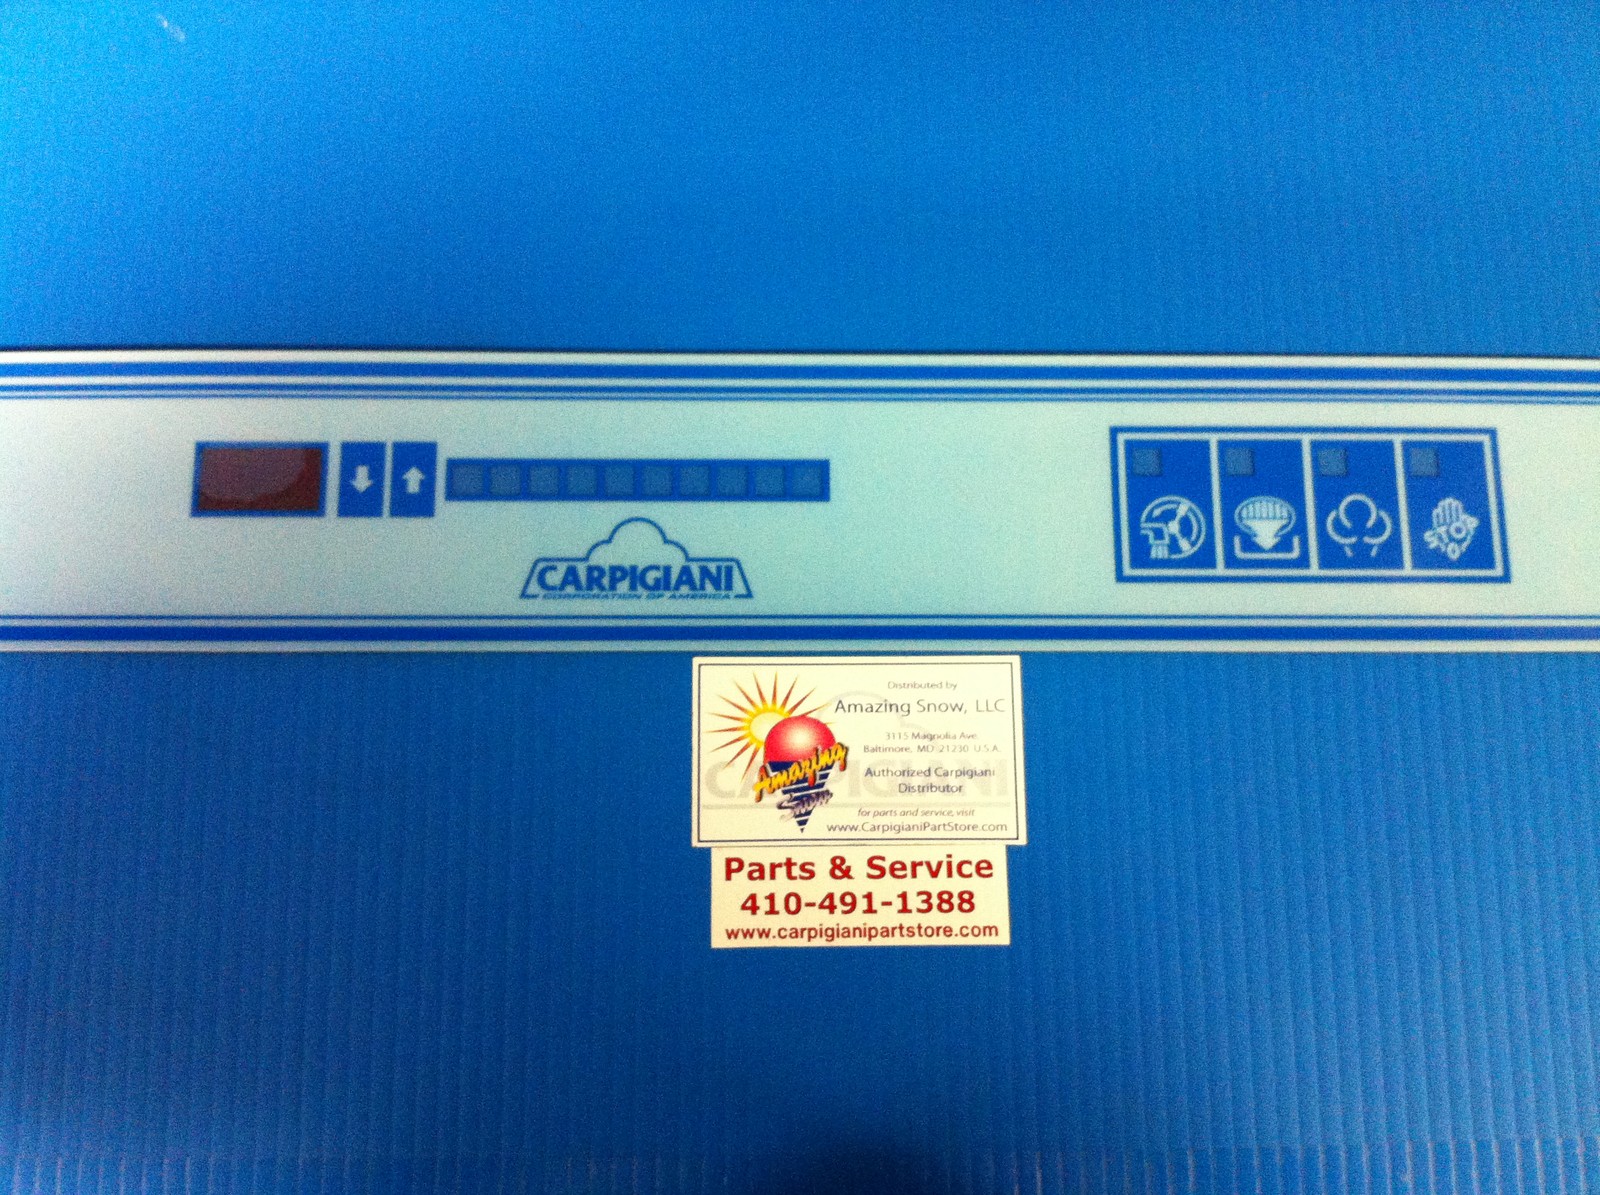 CARPIGIANI
CORPORATION OF AMERICA
STOP
Distributed by
Amazing Snow, LLC
3115 Magnolia Ave.
Baltimore, MD 21230 U.S.A.
Authorized Carpigiani
Distributor
for parts and service, visit
www.CarpigianiPartStore.com
Amazing
Snow
CARPIGIANI
Parts & Service
410-491-1388
www.carpigianipartstore.com